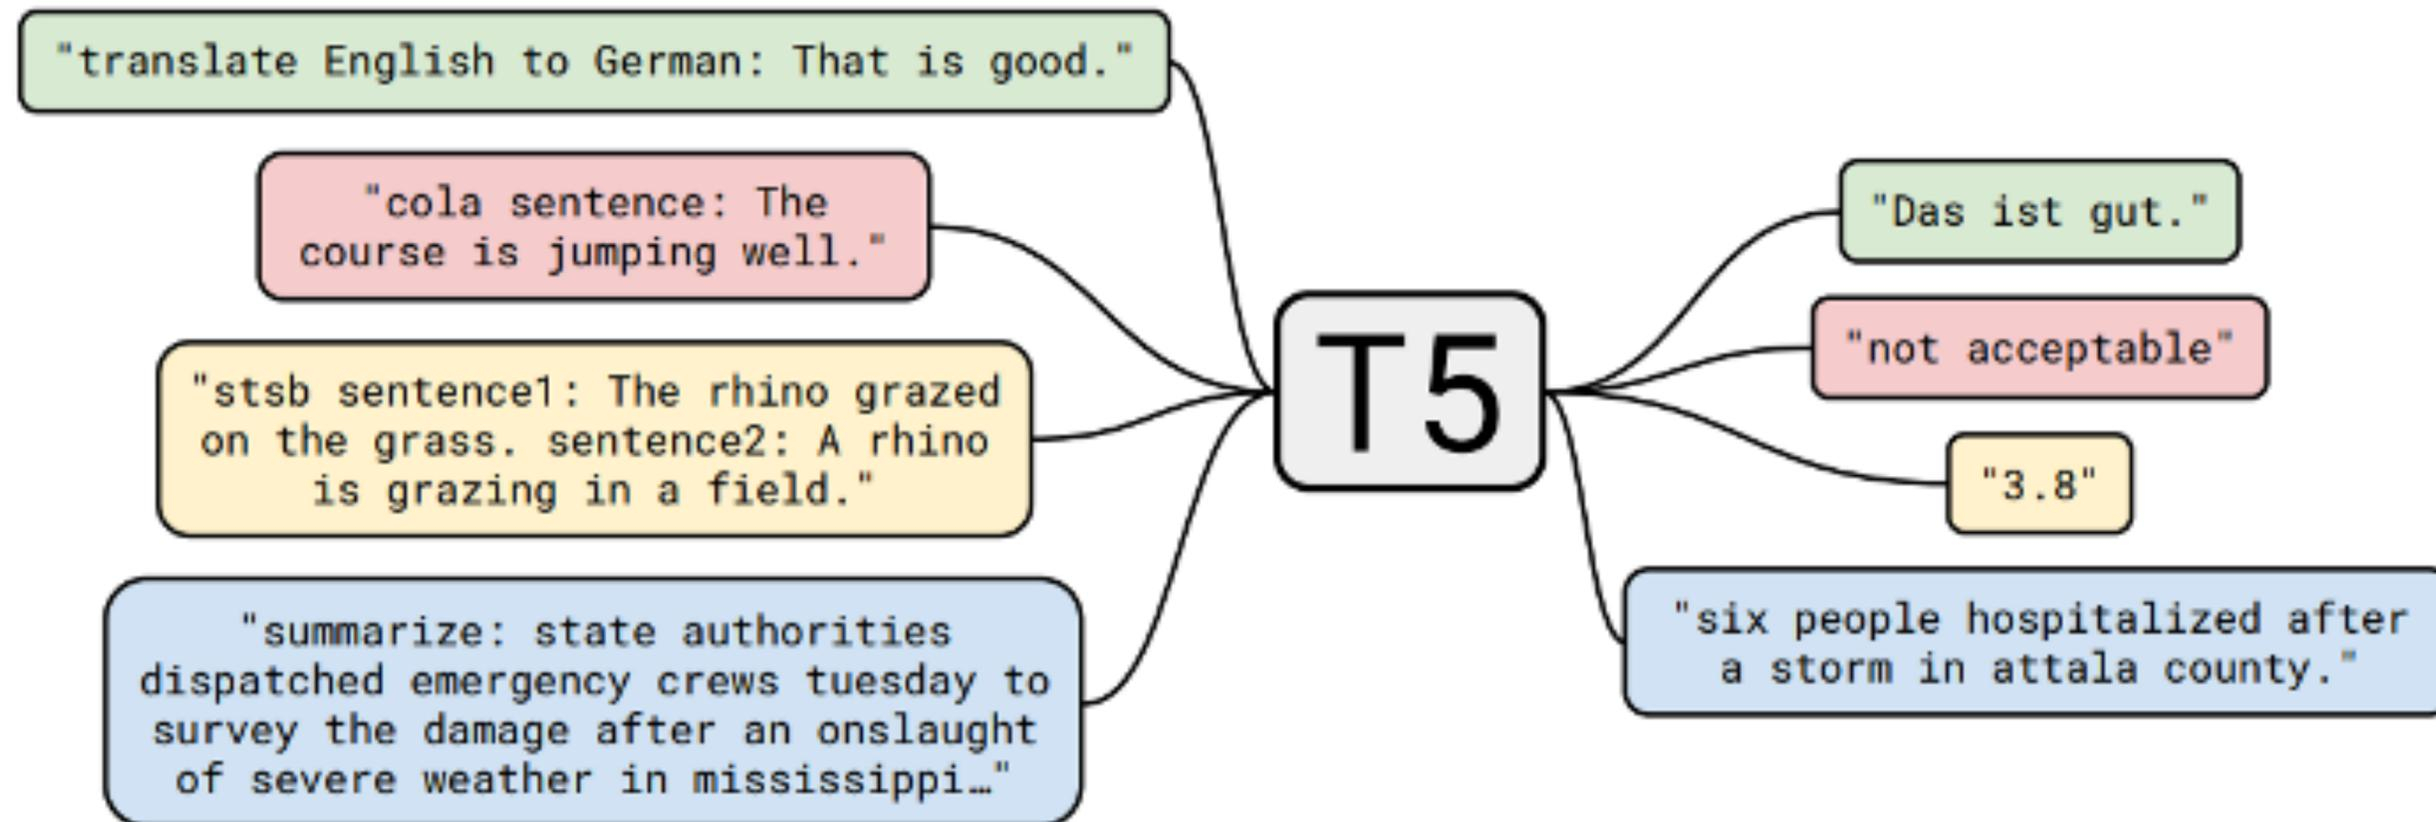 "translate English to German: That is good."
"cola sentence: The
course is jumping well."
"stsb sentence1: The rhino grazed
on the grass. sentence2: A rhino
is grazing in a field."
"summarize: state authorities
dispatched emergency crews tuesday to
survey the damage after an onslaught
of severe weather in mississippi…"
T5
"Das ist gut."
"not acceptable"
"3.8"
"six people hospitalized after
a storm in attala county."